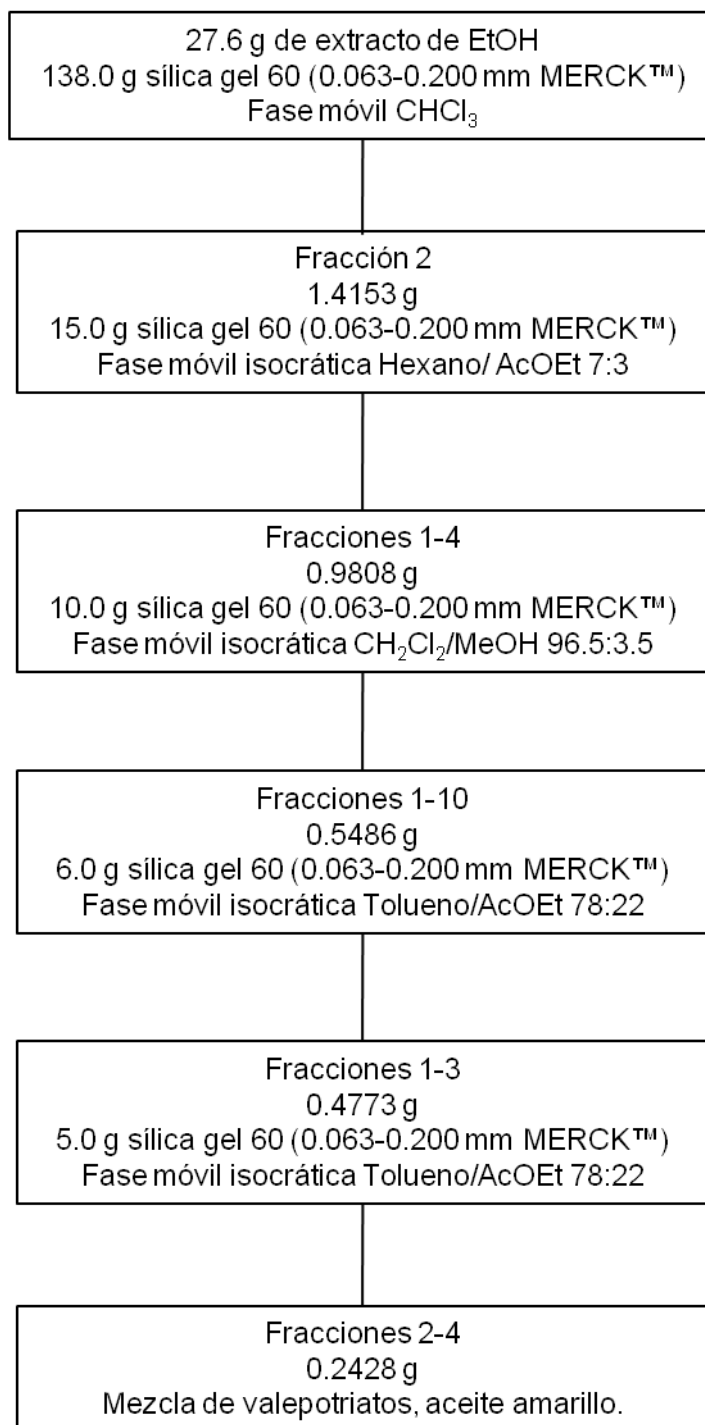 27.6 g de extracto de EtOH
138.0 g sílica gel 60 (0.063-0.200 mm MERCK™)
Fase móvil CHCl₃
Fracción 2
1.4153 g
15.0 g sílica gel 60 (0.063-0.200 mm MERCK™)
Fase móvil isocrática Hexano/ AcOEt 7:3
Fracciones 1-4
0.9808 g
10.0 g sílica gel 60 (0.063-0.200 mm MERCK™)
Fase móvil isocrática CH₂Cl₂/MeOH 96.5:3.5
Fracciones 1-10
0.5486 g
6.0 g sílica gel 60 (0.063-0.200 mm MERCK™)
Fase móvil isocrática Tolueno/AcOEt 78:22
Fracciones 1-3
0.4773 g
5.0 g sílica gel 60 (0.063-0.200 mm MERCK™)
Fase móvil isocrática Tolueno/AcOEt 78:22
Fracciones 2-4
0.2428 g
Mezcla de valepotriatos, aceite amarillo.